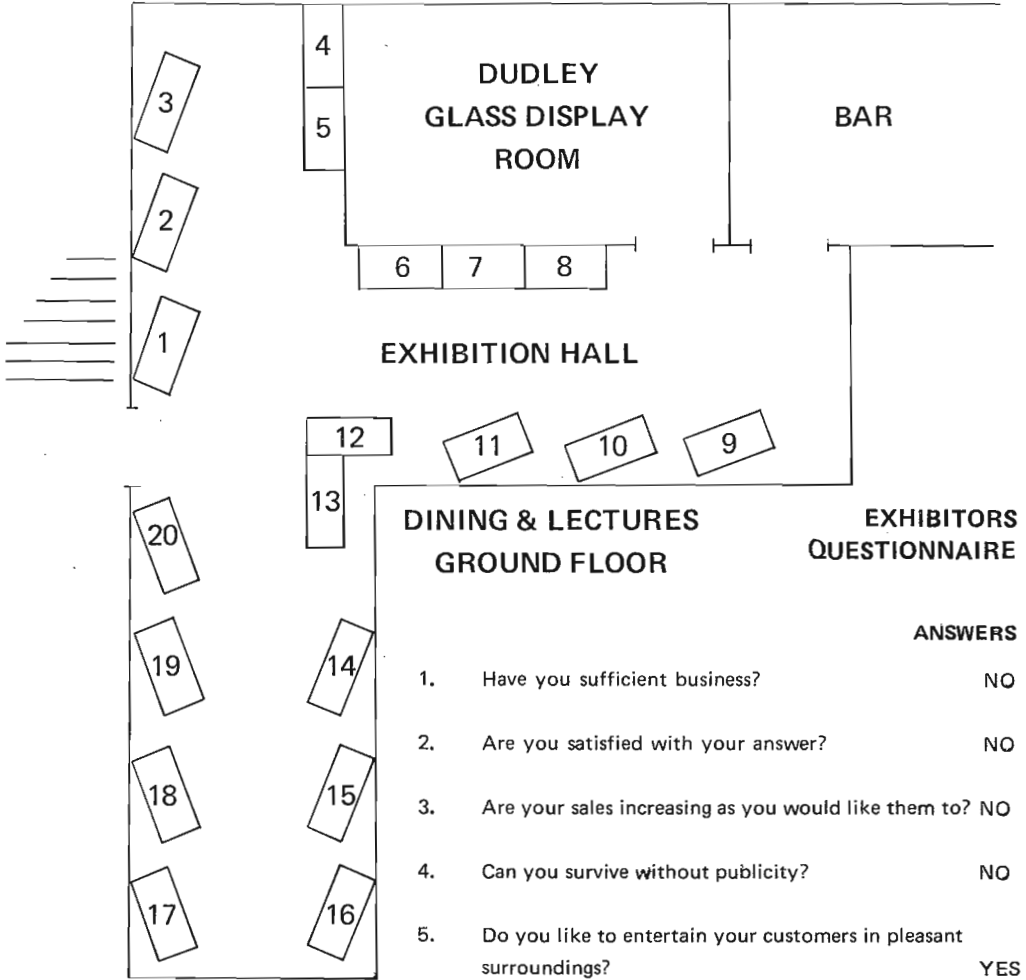 4
DUDLEY
GLASS DISPLAY
ROOM
BAR
3
5
2
6 7 8
1
EXHIBITION HALL
12 11 10 9
13
20
DINING & LECTURES
GROUND FLOOR
EXHIBITORS
QUESTIONNAIRE
ANSWERS
19
14
18
15
17
16
1. Have you sufficient business? NO
2. Are you satisfied with your answer? NO
3. Are your sales increasing as you would like them to? NO
4. Can you survive without publicity? NO
5. Do you like to entertain your customers in pleasant
surroundings? YES